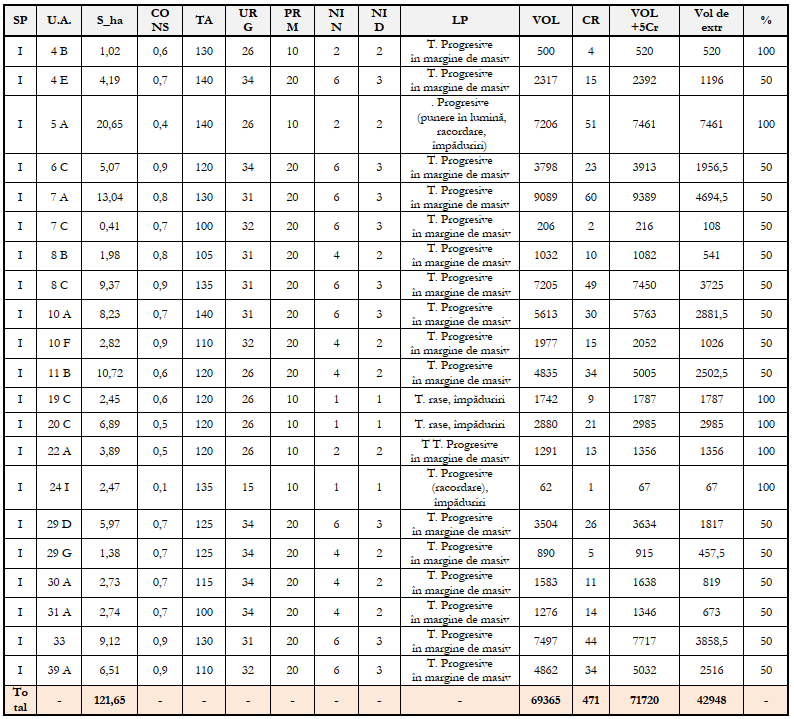 SP U.A. S_ha CO NS TA UR G PR M NI N NI D LP VOL CR VOL +5Cr Vol de extr %
I 4 B 1,02 0,6 130 26 10 2 2 T. Progresive în margine de masiv 500 4 520 520 100
I 4 E 4,19 0,7 140 34 20 6 3 T. Progresive în margine de masiv 2317 15 2392 1196 50
I 5 A 20,65 0,4 140 26 10 2 2 . Progresive (punere în lumină, racordare, împăduriri) 7206 51 7461 7461 100
I 6 C 5,07 0,9 120 34 20 6 3 T. Progresive în margine de masiv 3798 23 3913 1956,5 50
I 7 A 13,04 0,8 130 31 20 6 3 T. Progresive în margine de masiv 9089 60 9389 4694,5 50
I 7 C 0,41 0,7 100 32 20 6 3 T. Progresive în margine de masiv 206 2 216 108 50
I 8 B 1,98 0,8 105 31 20 4 2 T. Progresive în margine de masiv 1032 10 1082 541 50
I 8 C 9,37 0,9 135 31 20 6 3 T. Progresive în margine de masiv 7205 49 7450 3725 50
I 10 A 8,23 0,7 140 31 20 6 3 T. Progresive în margine de masiv 5613 30 5763 2881,5 50
I 10 F 2,82 0,9 110 32 20 4 2 T. Progresive în margine de masiv 1977 15 2052 1026 50
I 11 B 10,72 0,6 120 26 20 4 2 T. Progresive în margine de masiv 4835 34 5005 2502,5 50
I 19 C 2,45 0,6 120 26 10 1 1 T. rase, împăduriri 1742 9 1787 1787 100
I 20 C 6,89 0,5 120 26 10 1 1 T. rase, împăduriri 2880 21 2985 2985 100
I 22 A 3,89 0,5 120 26 10 2 2 T T. Progresive în margine de masiv 1291 13 1356 1356 100
I 24 I 2,47 0,1 135 15 10 1 1 T. Progresive (racordare), împăduriri 62 1 67 67 100
I 29 D 5,97 0,7 125 34 20 6 3 T. Progresive în margine de masiv 3504 26 3634 1817 50
I 29 G 1,38 0,7 125 34 20 4 2 T. Progresive în margine de masiv 890 5 915 457,5 50
I 30 A 2,73 0,7 115 34 20 4 2 T. Progresive în margine de masiv 1583 11 1638 819 50
I 31 A 2,74 0,7 100 34 20 4 2 T. Progresive în margine de masiv 1276 14 1346 673 50
I 33 9,12 0,9 130 31 20 6 3 T. Progresive în margine de masiv 7497 44 7717 3858,5 50
I 39 A 6,51 0,9 110 32 20 6 3 T. Progresive în margine de masiv 4862 34 5032 2516 50
To tal - 121,65 - - - - - - - 69365 471 71720 42948 -